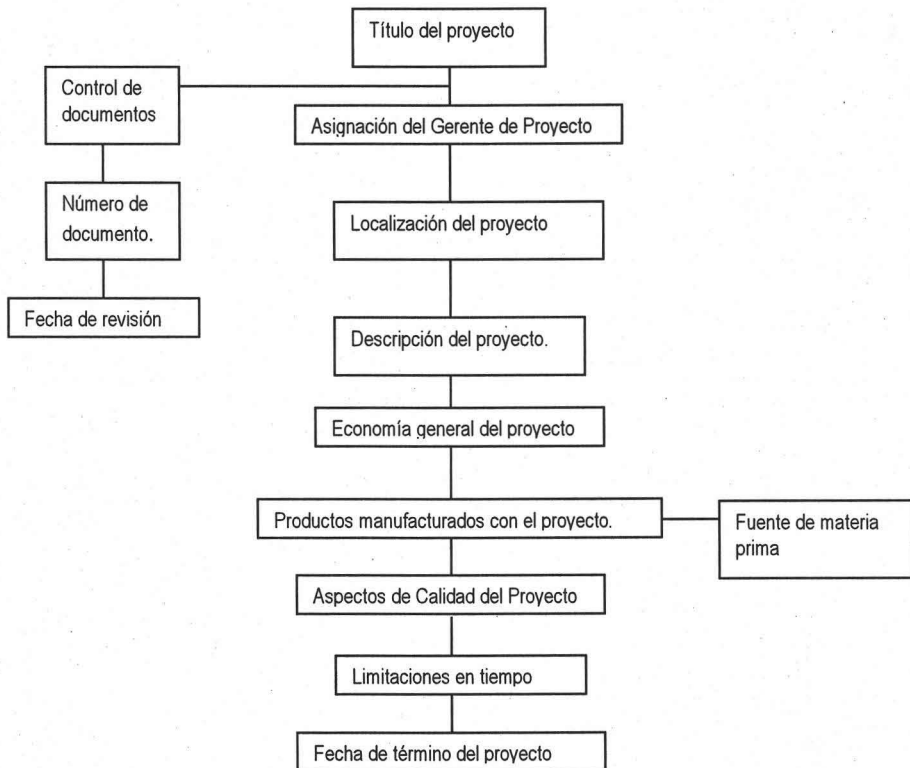 Título del proyecto
Control de
documentos
Asignación del Gerente de Proyecto
Número de
documento.
Localización del proyecto
Fecha de revisión
Descripción del proyecto.
Economía general del proyecto
Productos manufacturados con el proyecto.
Fuente de materia
prima
Aspectos de Calidad del Proyecto
Limitaciones en tiempo
Fecha de término del proyecto